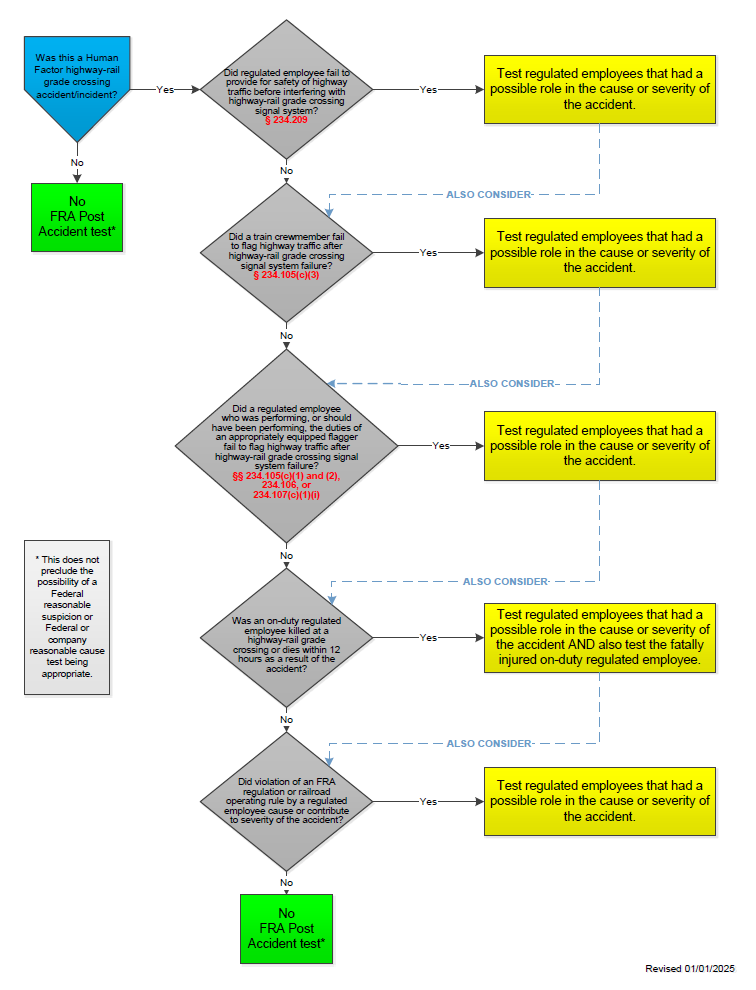 Was this a Human
Factor highway-rail
grade crossing
accident/incident?
Yes
No
No
FRA Post
Accident test*
Did regulated employee fail to
provide for safety of highway
traffic before interfering with
highway-rail grade crossing
signal system?
§ 234.209
Yes
Test regulated employees that had a
possible role in the cause or severity of
the accident.
No
ALSO CONSIDER
Did a train crewmember fail
to flag highway traffic after
highway-rail grade crossing
signal system failure?
§ 234.105(c)(3)
Yes
Test regulated employees that had a
possible role in the cause or severity of
the accident.
No
ALSO CONSIDER
Did a regulated employee
who was performing, or should
have been performing, the duties of
an appropriately equipped flagger
fail to flag highway traffic after
highway-rail grade crossing signal
system failure?
§§ 234.105(c)(1) and (2),
234.106, or
234.107(c)(1)(i)
Yes
Test regulated employees that had a
possible role in the cause or severity of
the accident.
No
ALSO CONSIDER
* This does not
preclude the
possibility of a
Federal
reasonable
suspicion or
Federal or
company
reasonable cause
test being
appropriate.
Was an on-duty regulated
employee killed at a
highway-rail grade
crossing or dies within 12
hours as a result of the
accident?
Yes
Test regulated employees that had a
possible role in the cause or severity of
the accident AND also test the fatally
injured on-duty regulated employee.
No
ALSO CONSIDER
Did violation of an FRA
regulation or railroad
operating rule by a regulated
employee cause or contribute
to severity of the accident?
Yes
Test regulated employees that had a
possible role in the cause or severity of
the accident.
No
No
FRA Post
Accident test*
Revised 01/01/2025